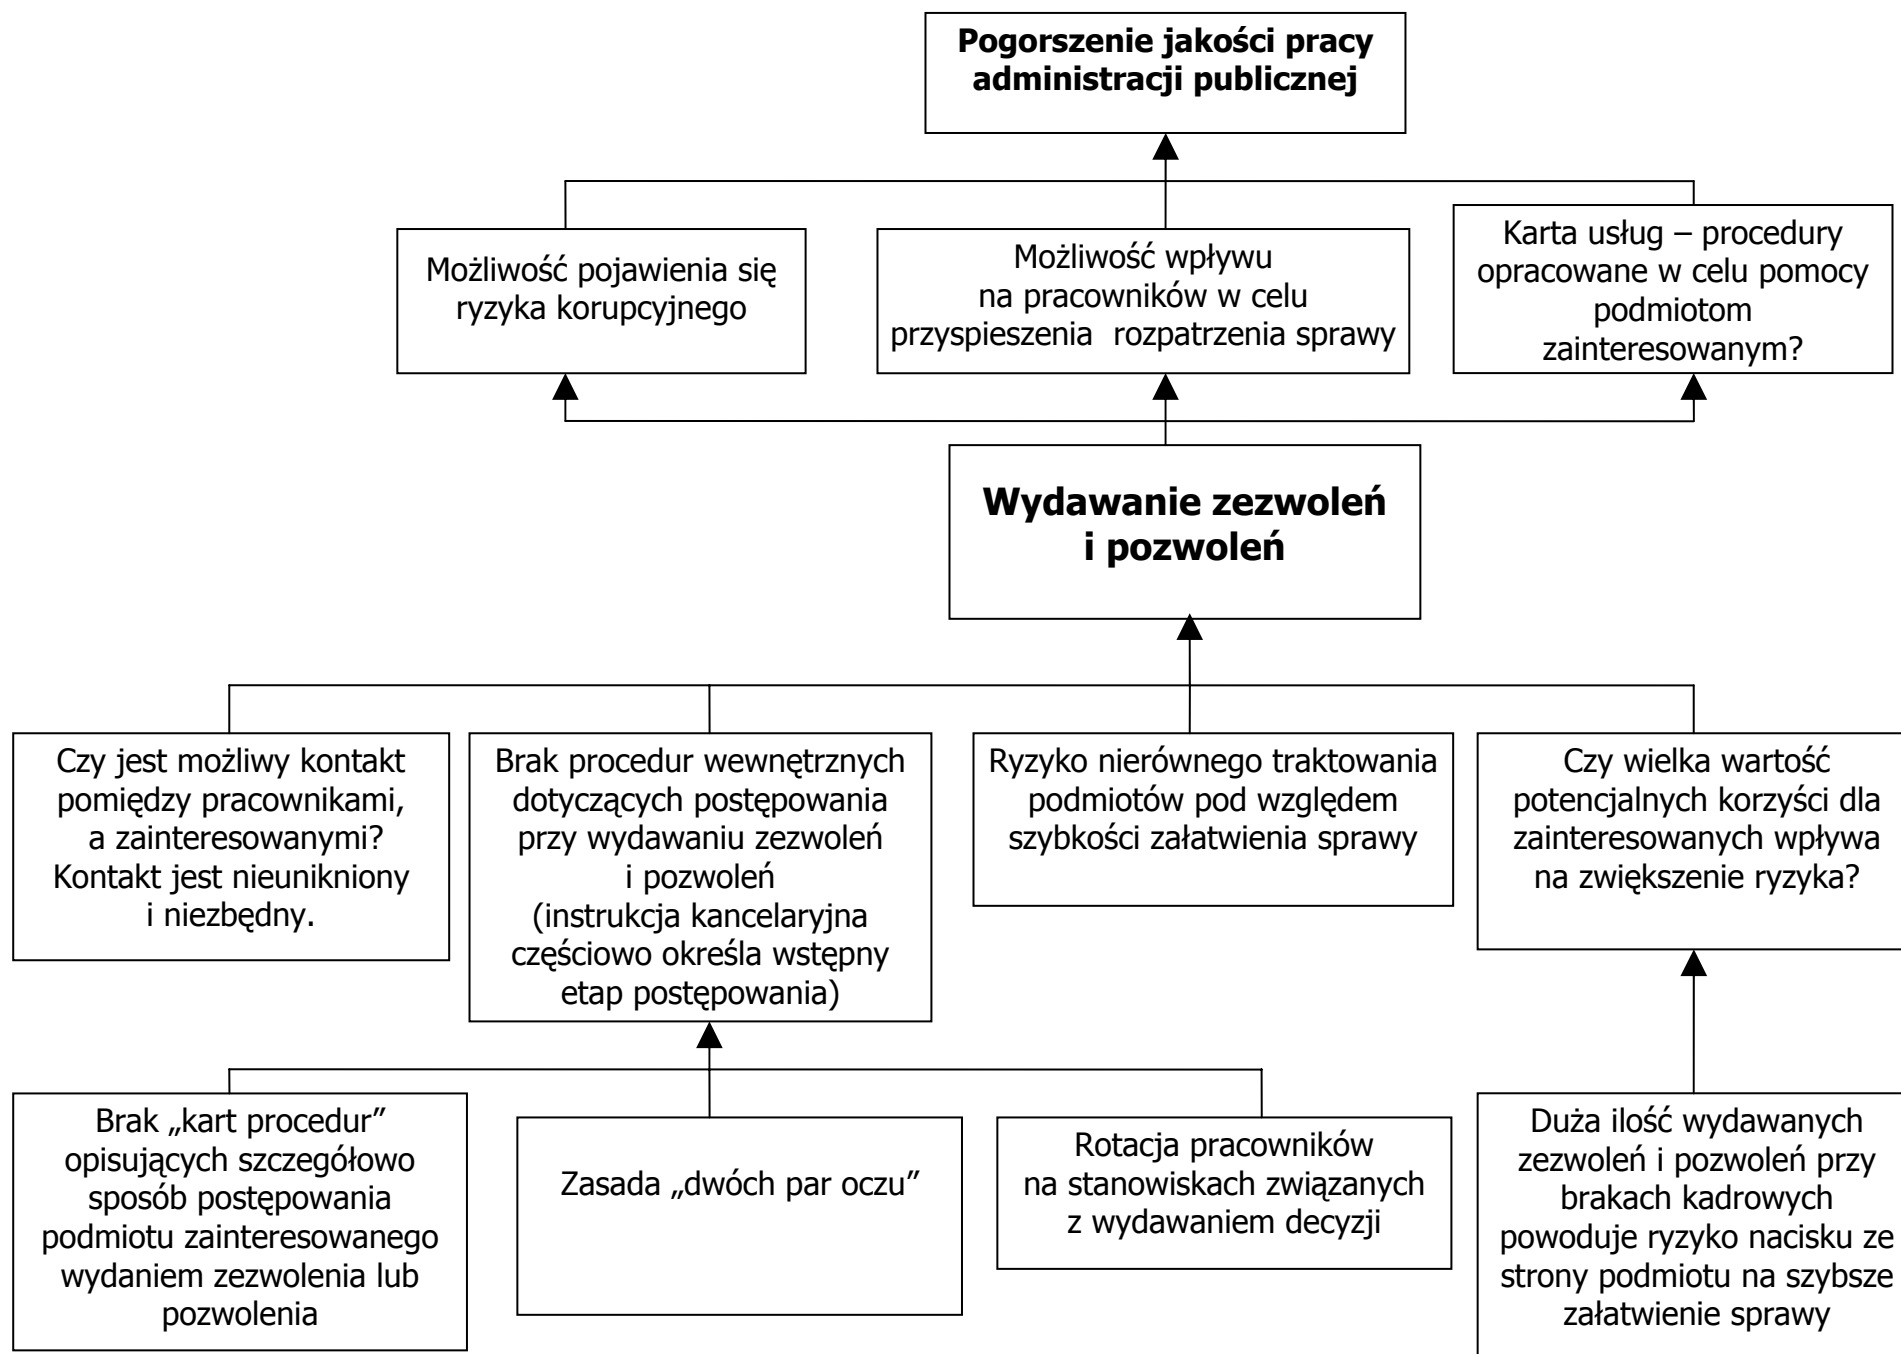 Pogorszenie jakości pracy
administracji publicznej
Możliwość pojawienia się
ryzyka korupcyjnego
Możliwość wpływu
na pracowników w celu
przyspieszenia  rozpatrzenia sprawy
Karta usług – procedury
opracowane w celu pomocy
podmiotom
zainteresowanym?
Wydawanie zezwoleń
i pozwoleń
Czy jest możliwy kontakt
pomiędzy pracownikami,
a zainteresowanymi?
Kontakt jest nieunikniony
i niezbędny.
Brak procedur wewnętrznych
dotyczących postępowania
przy wydawaniu zezwoleń
i pozwoleń
(instrukcja kancelaryjna
częściowo określa wstępny
etap postępowania)
Ryzyko nierównego traktowania
podmiotów pod względem
szybkości załatwienia sprawy
Czy wielka wartość
potencjalnych korzyści dla
zainteresowanych wpływa
na zwiększenie ryzyka?
Brak „kart procedur”
opisujących szczegółowo
sposób postępowania
podmiotu zainteresowanego
wydaniem zezwolenia lub
pozwolenia
Zasada „dwóch par oczu”
Rotacja pracowników
na stanowiskach związanych
z wydawaniem decyzji
Duża ilość wydawanych
zezwoleń i pozwoleń przy
brakach kadrowych
powoduje ryzyko nacisku ze
strony podmiotu na szybsze
załatwienie sprawy